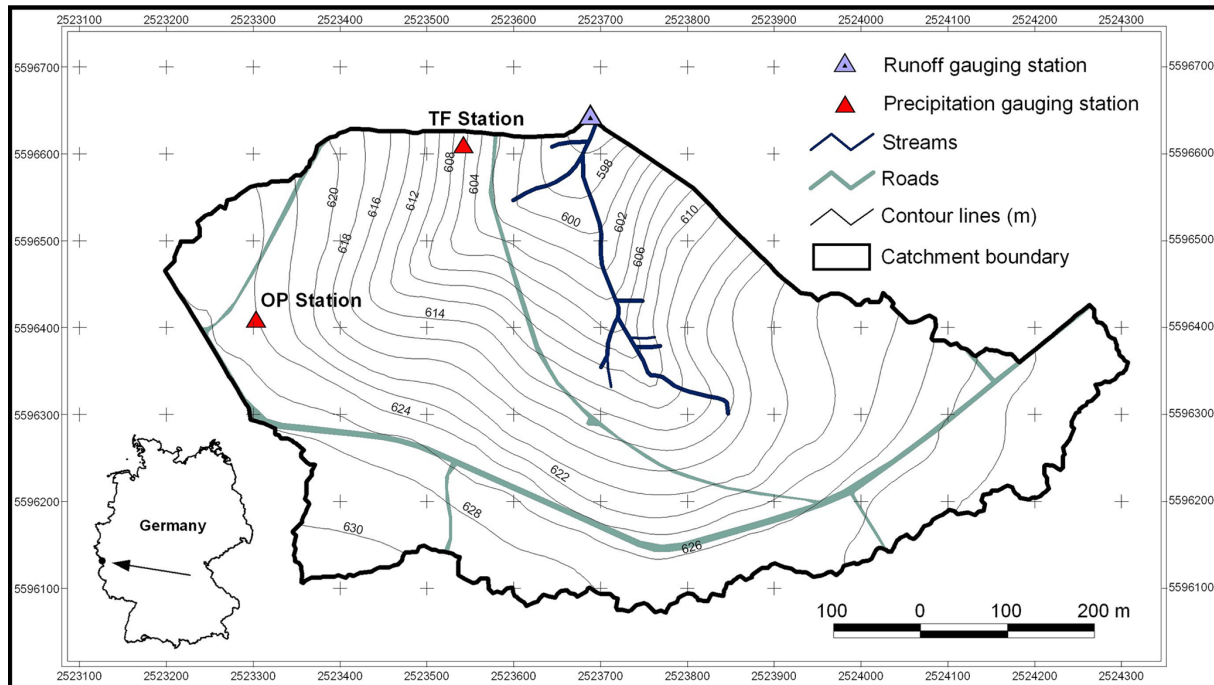 2523100 2523200 2523300 2523400 2523500 2523600 2523700 2523800 2523900 2524000 2524100 2524200 2524300
5596700 5596700
5596600 5596600
5596500 5596500
5596400 5596400
5596300 5596300
5596200 5596200
5596100 5596100
Runoff gauging station
Precipitation gauging station
Streams
Roads
Contour lines (m)
Catchment boundary
TF Station
OP Station
608
604
598
620
616
612
618
600
602
606
610
614
624
622
628
630
626
Germany
100 0 100 200 m
2523100 2523200 2523300 2523400 2523500 2523600 2523700 2523800 2523900 2524000 2524100 2524200 2524300